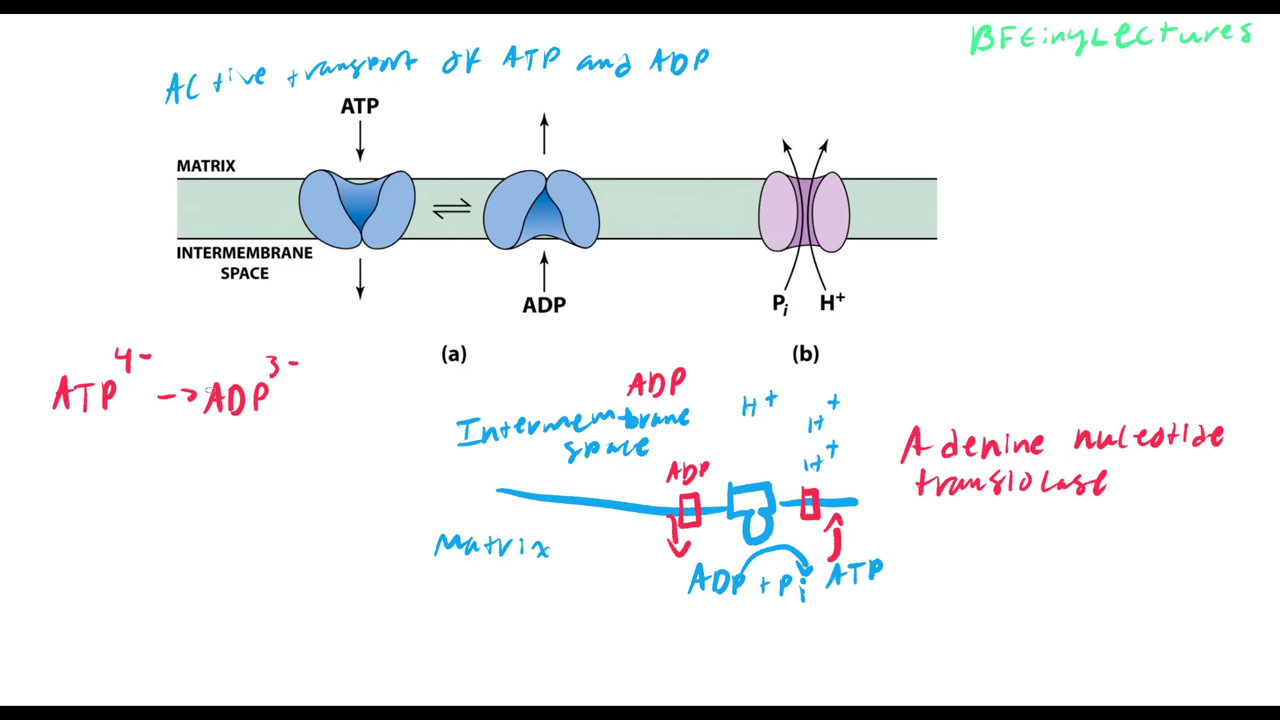 BFtinyLectures
Active transport of ATP and ADP
ATP
MATRIX
INTERMEMBRANE
SPACE
ADP
Pi H+
(a) (b)
ATP4- -> ADP3-
ADP
H+ H+
Intermembrane
space
H+
Adenine nucleotide
translocase
ADP
Matrix
ADP + Pi ATP